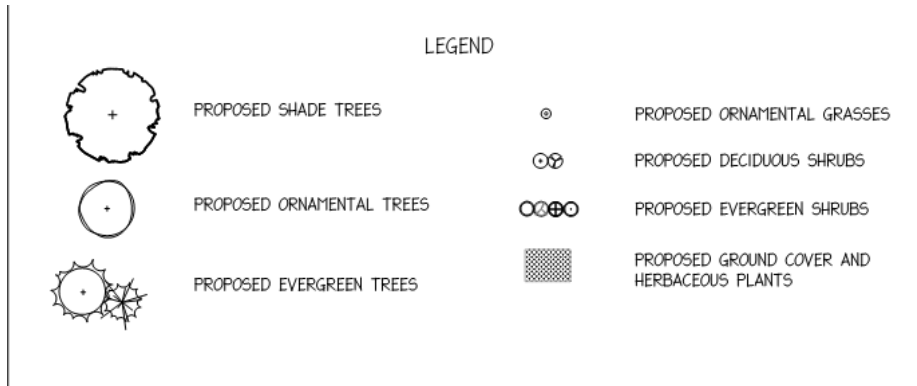 LEGEND
PROPOSED SHADE TREES
PROPOSED ORNAMENTAL TREES
PROPOSED EVERGREEN TREES
PROPOSED ORNAMENTAL GRASSES
PROPOSED DECIDUOUS SHRUBS
PROPOSED EVERGREEN SHRUBS
PROPOSED GROUND COVER AND
HERBACEOUS PLANTS